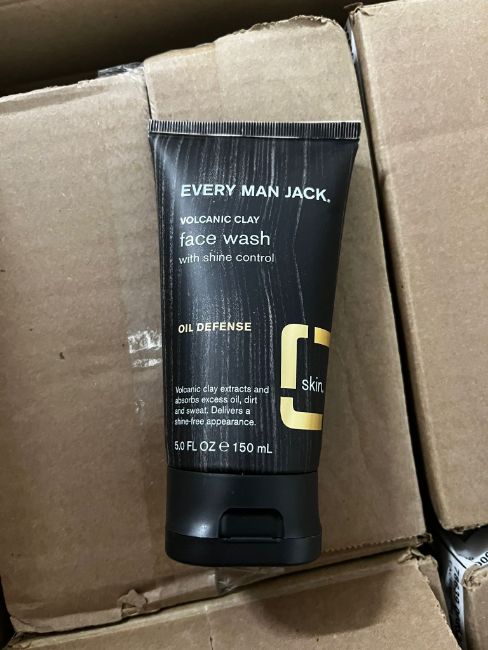 EVERY MAN JACK.
VOLCANIC CLAY
face wash
with shine control
OIL DEFENSE
skin.
Volcanic clay extracts and
absorbs excess oil, dirt
and sweat. Delivers a
shine-free appearance.
5.0 FL OZ ℮ 150 mL